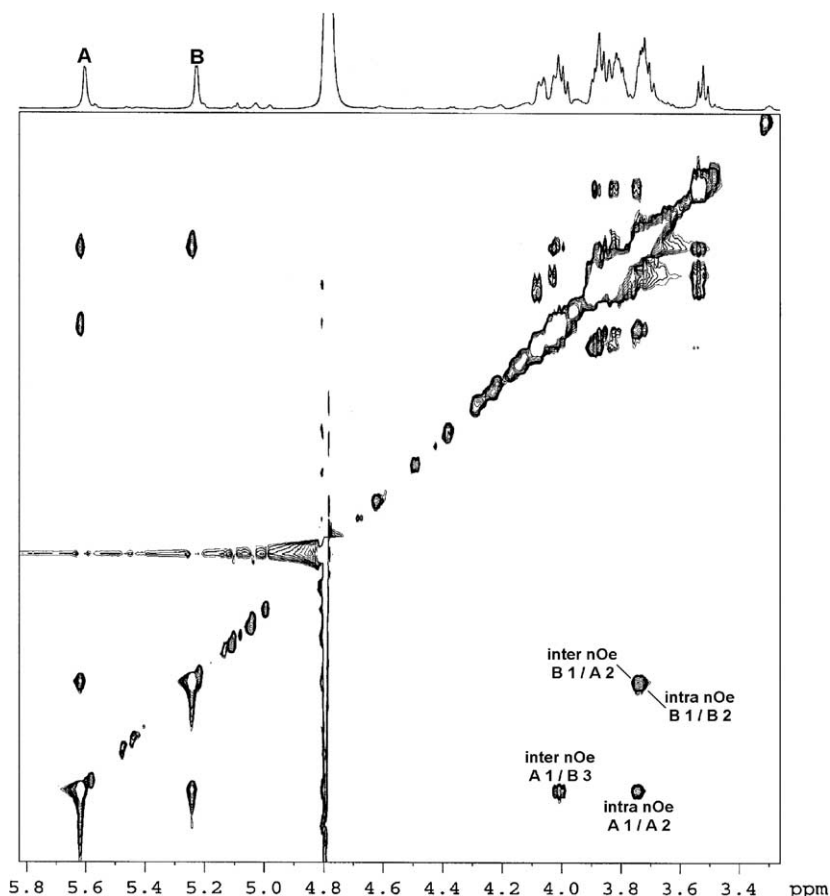 A B
inter nOe
B 1 / A 2
intra nOe
B 1 / B 2
inter nOe
A 1 / B 3
intra nOe
A 1 / A 2
5.8 5.6 5.4 5.2 5.0 4.8 4.6 4.4 4.2 4.0 3.8 3.6 3.4 ppm